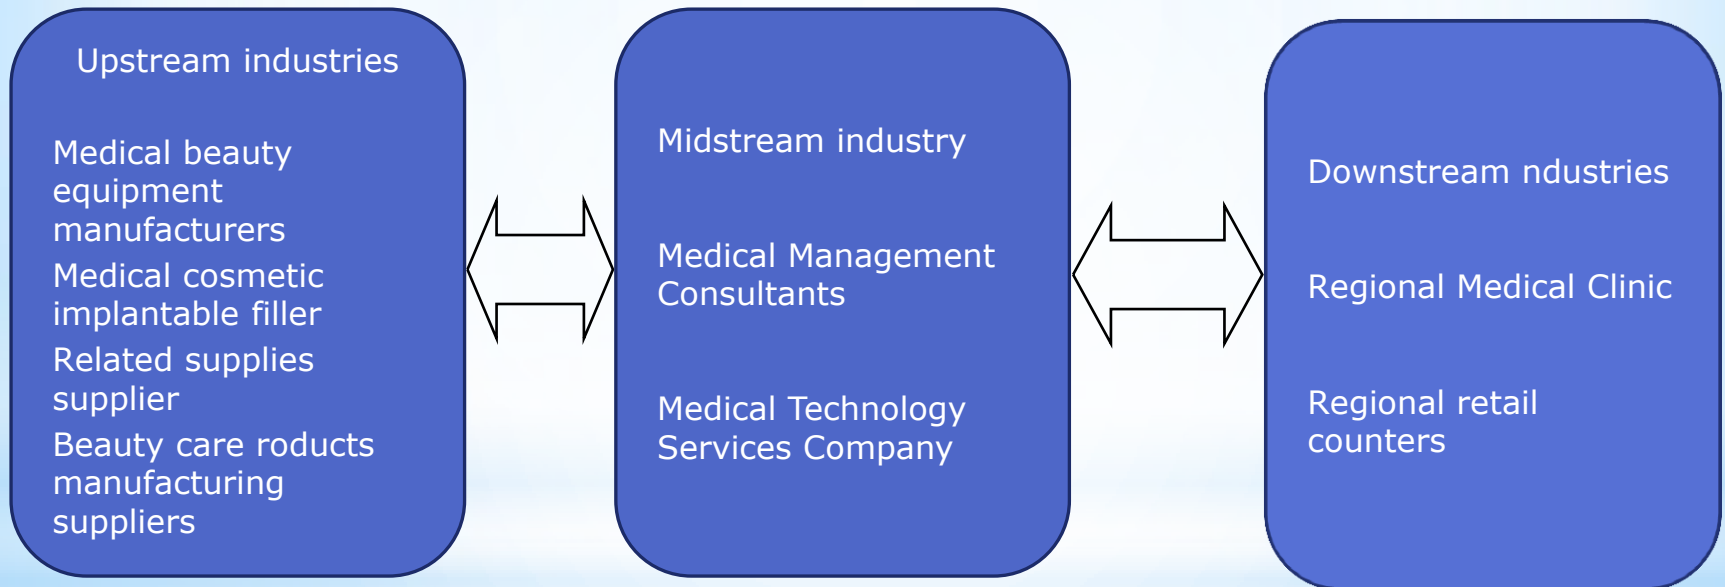 Upstream industries
Medical beauty
equipment
manufacturers
Medical cosmetic
implantable filler
Related supplies
supplier
Beauty care roducts
manufacturing
suppliers
Midstream industry
Medical Management
Consultants
Medical Technology
Services Company
Downstream ndustries
Regional Medical Clinic
Regional retail
counters